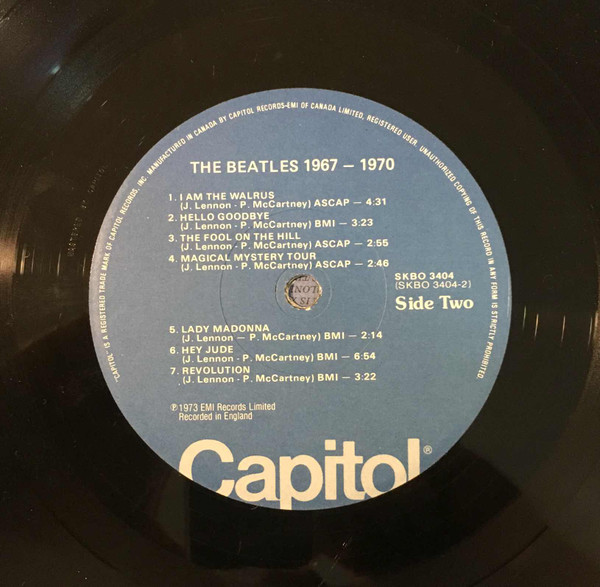 "CAPITOL" IS A REGISTERED TRADE MARK OF CAPITOL RECORDS, INC. MANUFACTURED IN CANADA BY CAPITOL RECORDS-EMI OF CANADA LIMITED, REGISTERED USER. UNAUTHORIZED COPYING OF THIS RECORD IN ANY FORM IS STRICTLY PROHIBITED.
THE BEATLES 1967 – 1970
1. I AM THE WALRUS
(J. Lennon - P. McCartney) ASCAP – 4:31
2. HELLO GOODBYE
(J. Lennon - P. McCartney) BMI – 3:23
3. THE FOOL ON THE HILL
(J. Lennon - P. McCartney) ASCAP – 2:55
4. MAGICAL MYSTERY TOUR
(J. Lennon - P. McCartney) ASCAP – 2:46
SKBO 3404
(SKBO 3404-2)
Side Two
5. LADY MADONNA
(J. Lennon – P. McCartney) BMI – 2:14
6. HEY JUDE
(J. Lennon - P. McCartney) BMI – 6:54
7. REVOLUTION
(J. Lennon - P. McCartney) BMI – 3:22
℗1973 EMI Records Limited
Recorded in England
Capitol®